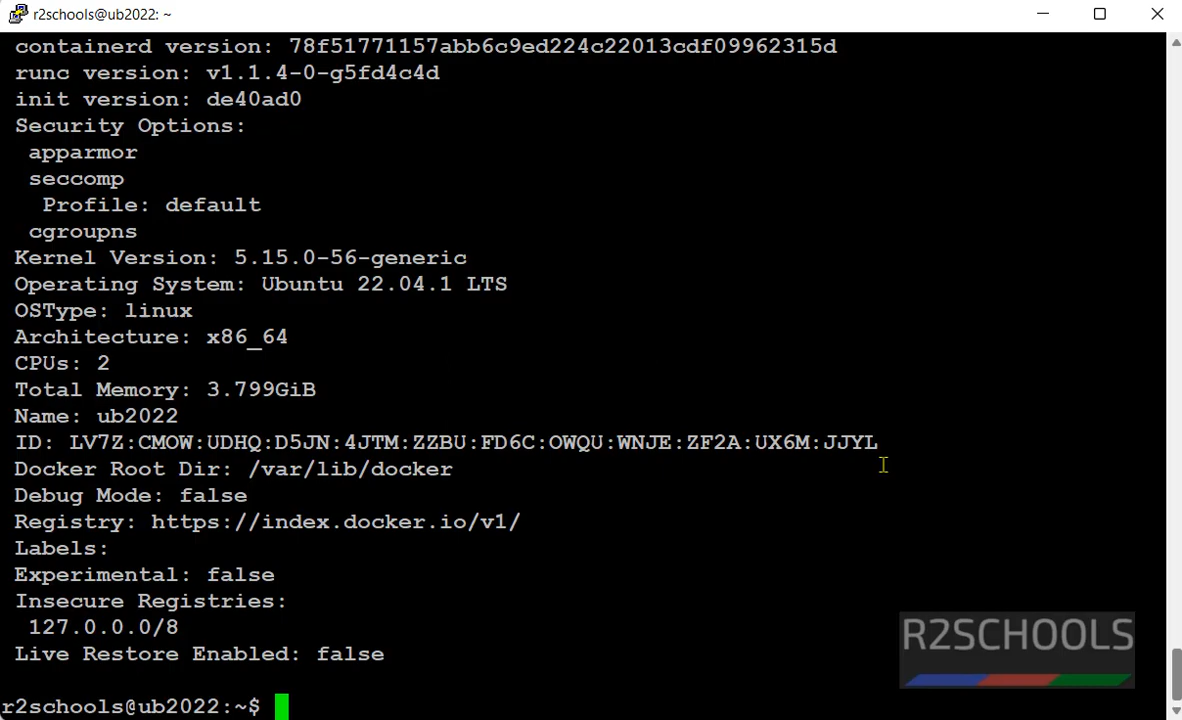 r2schools@ub2022: ~
containerd version: 78f51771157abb6c9ed224c22013cdf09962315d
runc version: v1.1.4-0-g5fd4c4d
init version: de40ad0
Security Options:
apparmor
seccomp
Profile: default
cgroupns
Kernel Version: 5.15.0-56-generic
Operating System: Ubuntu 22.04.1 LTS
OSType: linux
Architecture: x86_64
CPUs: 2
Total Memory: 3.799GiB
Name: ub2022
ID: LV7Z:CMOW:UDHQ:D5JN:4JTM:ZZBU:FD6C:OWQU:WNJE:ZF2A:UX6M:JJYL
Docker Root Dir: /var/lib/docker
Debug Mode: false
Registry: https://index.docker.io/v1/
Labels:
Experimental: false
Insecure Registries:
127.0.0.0/8
Live Restore Enabled: false
R2SCHOOLS
r2schools@ub2022:~$